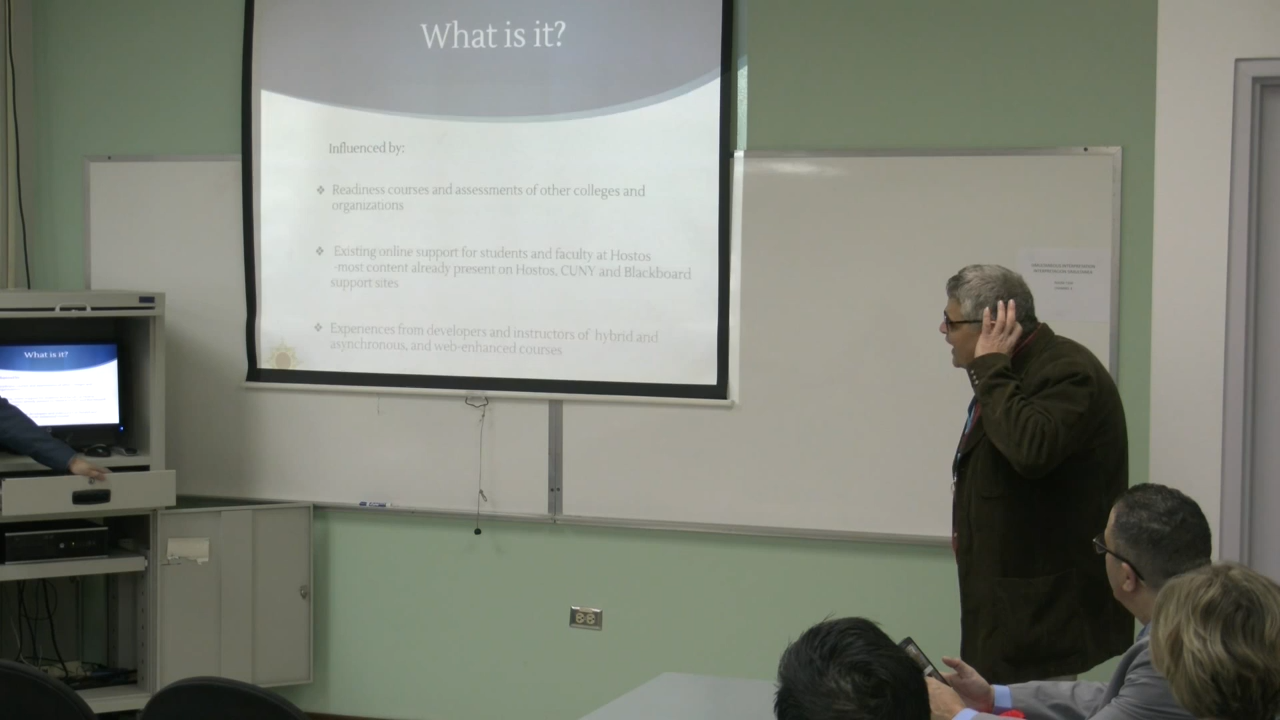 What is it?
Influenced by:
❖ Readiness courses and assessments of other colleges and
organizations
❖ Existing online support for students and faculty at Hostos
-most content already present on Hostos, CUNY and Blackboard
support sites
❖ Experiences from developers and instructors of hybrid and
asynchronous, and web-enhanced courses
What is it?